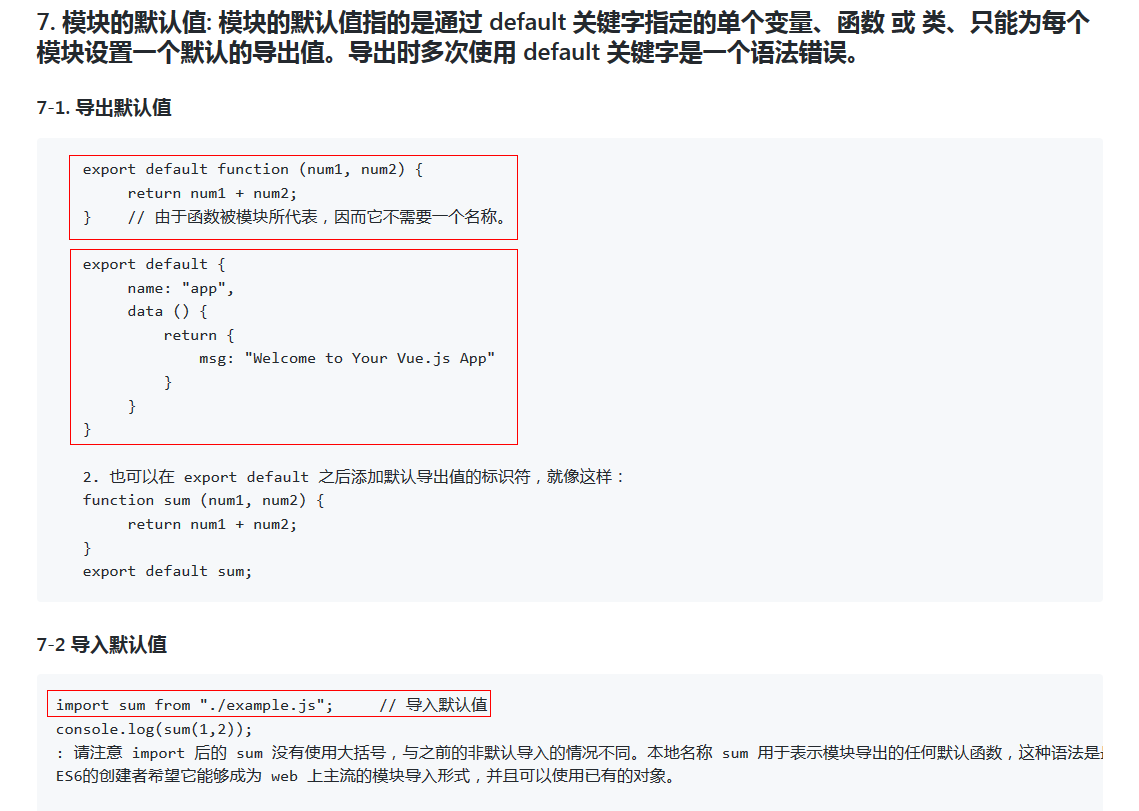 7. 模块的默认值: 模块的默认值指的是通过 default 关键字指定的单个变量、函数 或 类、只能为每个
模块设置一个默认的导出值。导出时多次使用 default 关键字是一个语法错误。
7-1. 导出默认值
export default function (num1, num2) {
return num1 + num2;
} // 由于函数被模块所代表，因而它不需要一个名称。
export default {
name: "app",
data () {
return {
msg: "Welcome to Your Vue.js App"
}
}
}
2. 也可以在 export default 之后添加默认导出值的标识符，就像这样：
function sum (num1, num2) {
return num1 + num2;
}
export default sum;
7-2 导入默认值
import sum from "./example.js"; // 导入默认值
console.log(sum(1,2));
: 请注意 import 后的 sum 没有使用大括号，与之前的非默认导入的情况不同。本地名称 sum 用于表示模块导出的任何默认函数，这种语法是
ES6的创建者希望它能够成为 web 上主流的模块导入形式，并且可以使用已有的对象。